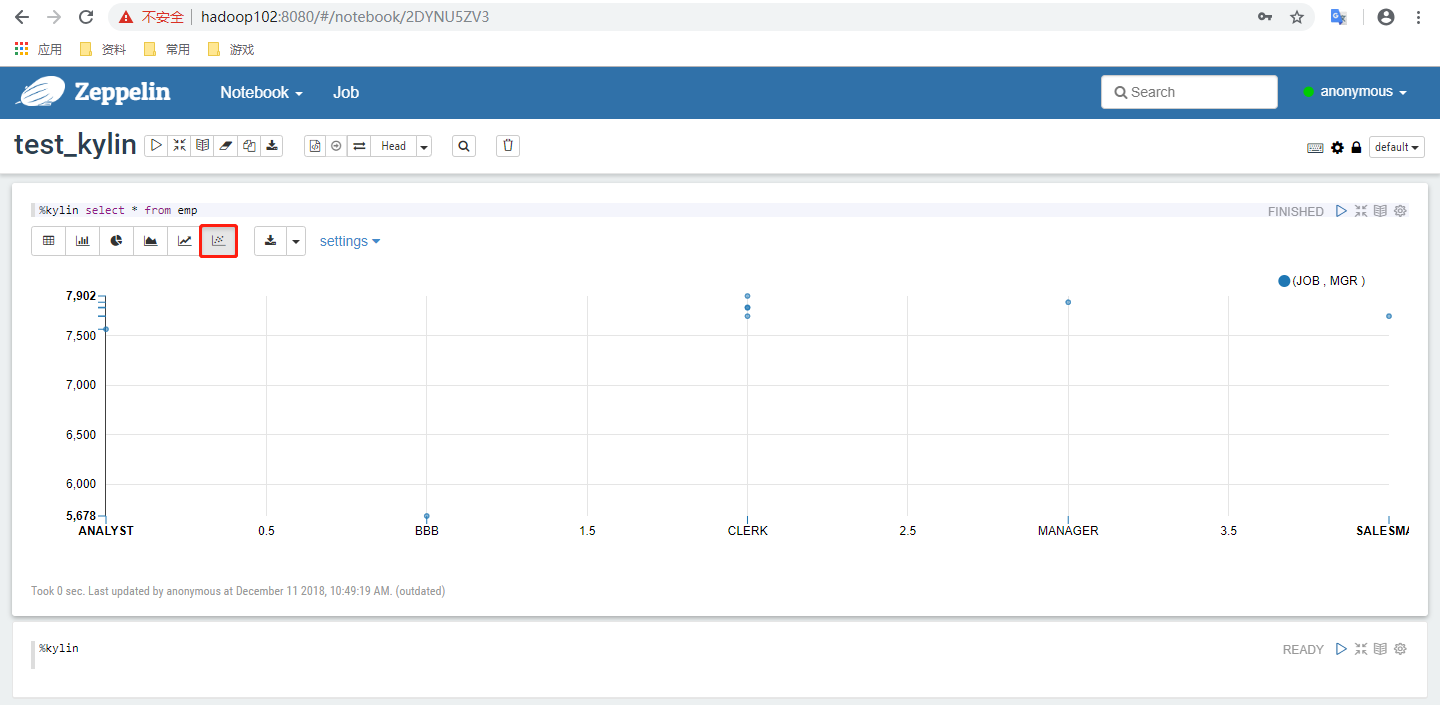 不安全 hadoop102:8080/#/notebook/2DYNU5ZV3
应用 资料 常用 游戏
Zeppelin Notebook Job Search anonymous
test_kylin Head default
%kylin select * from emp FINISHED
settings
(JOB , MGR )
7,902
7,500
7,000
6,500
6,000
5,678
ANALYST 0.5 BBB 1.5 CLERK 2.5 MANAGER 3.5 SALESMA
Took 0 sec. Last updated by anonymous at December 11 2018, 10:49:19 AM. (outdated)
%kylin READY